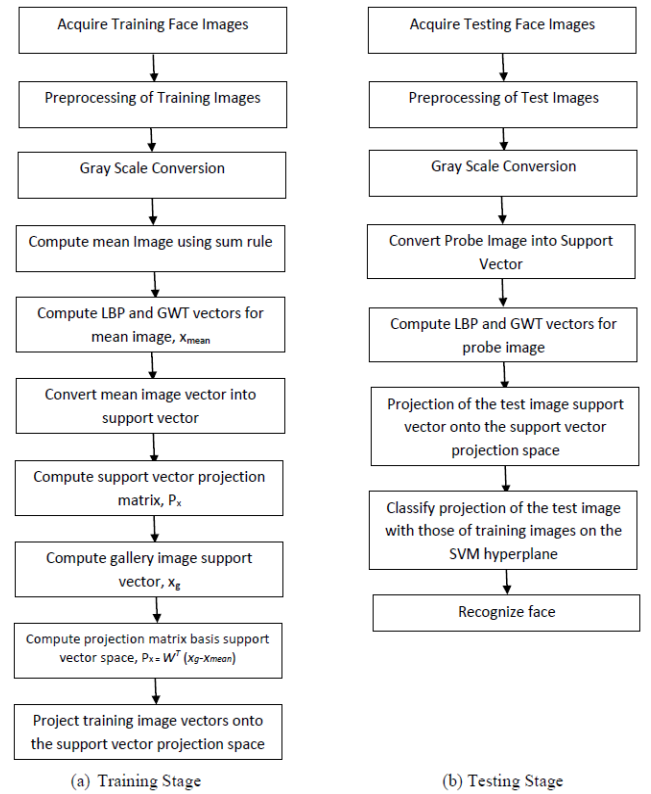 Acquire Training Face Images
Preprocessing of Training Images
Gray Scale Conversion
Compute mean Image using sum rule
Compute LBP and GWT vectors for
mean image, xmean
Convert mean image vector into
support vector
Compute support vector projection
matrix, Px
Compute gallery image support
vector, xg
Compute projection matrix basis support
vector space, Px = W^T (xg-xmean)
Project training image vectors onto
the support vector projection space
(a) Training Stage
Acquire Testing Face Images
Preprocessing of Test Images
Gray Scale Conversion
Convert Probe Image into Support
Vector
Compute LBP and GWT vectors for
probe image
Projection of the test image support
vector onto the support vector
projection space
Classify projection of the test image
with those of training images on the
SVM hyperplane
Recognize face
(b) Testing Stage